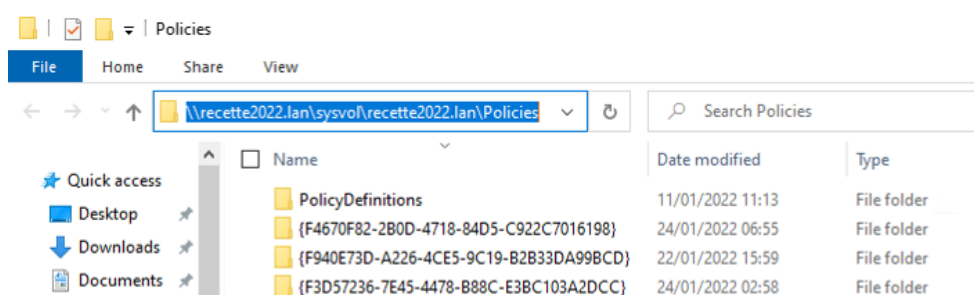 Policies
File Home Share View
\\recette2022.lan\sysvol\recette2022.lan\Policies Search Policies
Name Date modified Type
Quick access
PolicyDefinitions 11/01/2022 11:13 File folder
Desktop
{F4670F82-2B0D-4718-84D5-C922C7016198} 24/01/2022 06:55 File folder
Downloads
{F940E73D-A226-4CE5-9C19-B2B33DA99BCD} 22/01/2022 15:59 File folder
Documents
{F3D57236-7E45-4478-B88C-E3BC103A2DCC} 24/01/2022 02:58 File folder